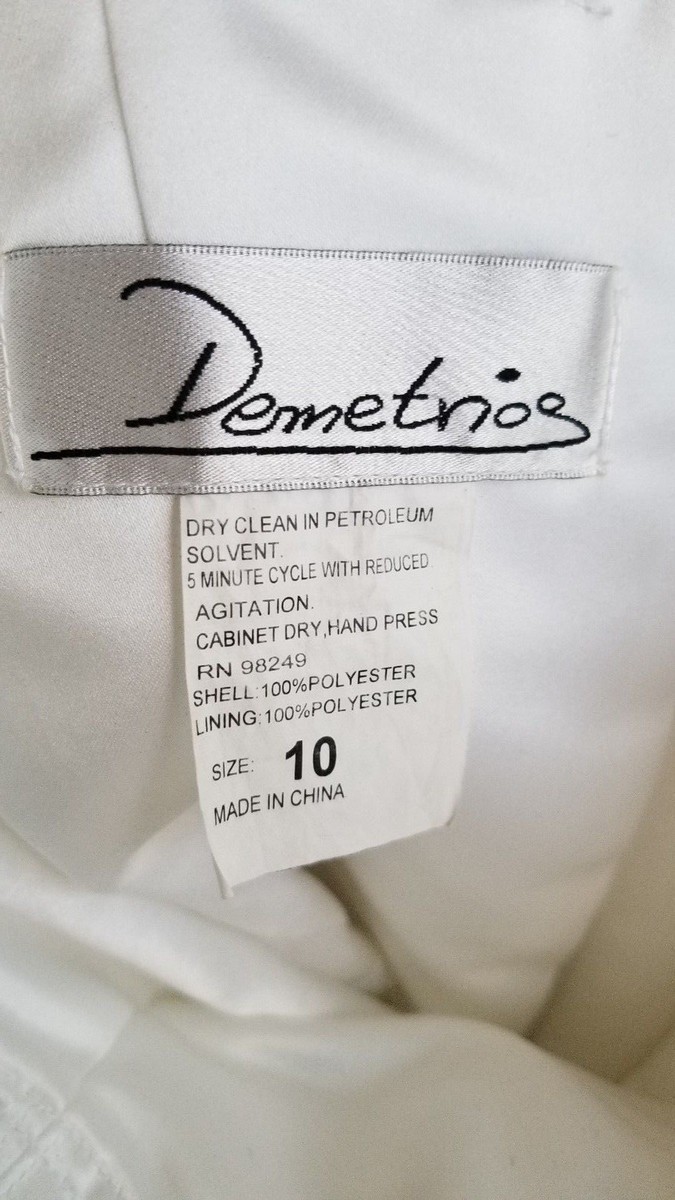 Demetrios
DRY CLEAN IN PETROLEUM
SOLVENT.
5 MINUTE CYCLE WITH REDUCED
AGITATION.
CABINET DRY,HAND PRESS
RN 98249
SHELL:100%POLYESTER
LINING:100%POLYESTER
SIZE: 10
MADE IN CHINA